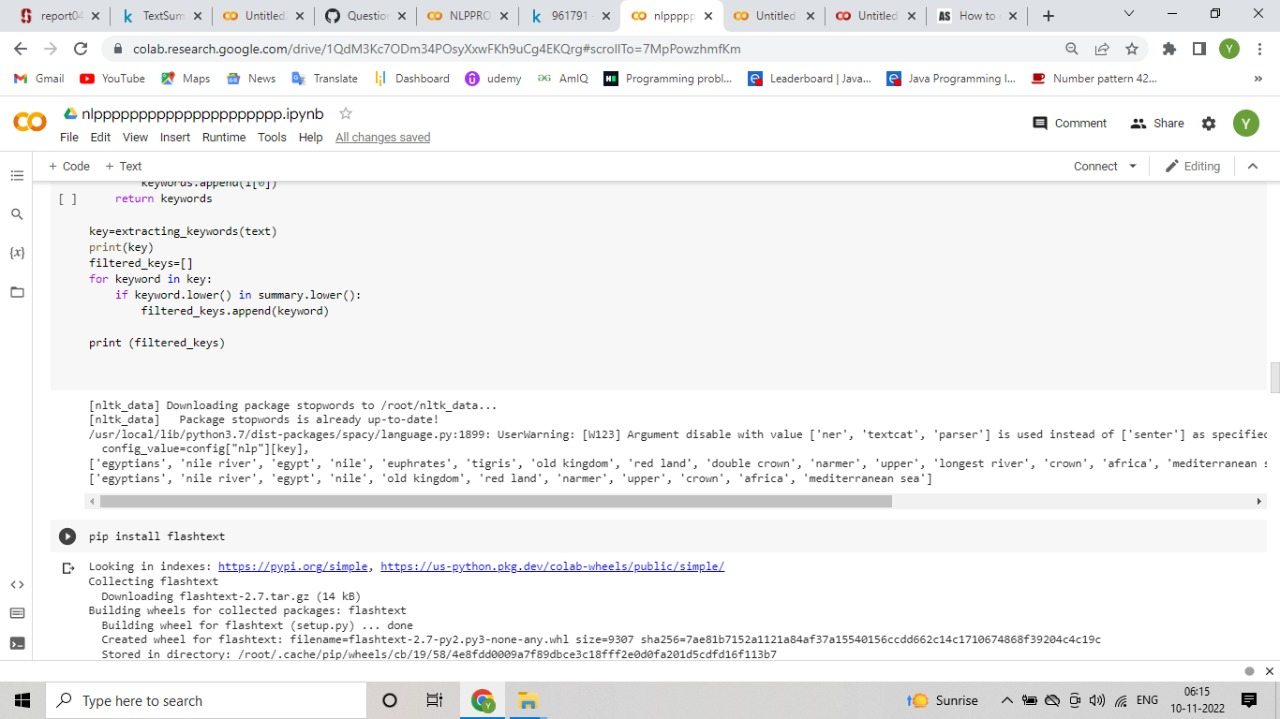 report04
TextSum
Untitled
Question
NLPPRO
961791 -
nlppppp
Untitled
Untitled
How to
colab.research.google.com/drive/1QdM3Kc7ODm34POsyXxwFKh9uCg4EKQrg#scrollTo=7MpPowzhmfKm
Gmail
YouTube
Maps
News
Translate
Dashboard
udemy
AmIQ
Programming probl...
Leaderboard | Java...
Java Programming I...
Number pattern 42...
»
nlpppppppppppppppppppp.ipynb
Comment
Share
Y
File Edit View Insert Runtime Tools Help All changes saved
+ Code + Text
Connect
Editing
keywords.append(i[0])
[ ] return keywords
key=extracting_keywords(text)
print(key)
filtered_keys=[]
for keyword in key:
if keyword.lower() in summary.lower():
filtered_keys.append(keyword)
print (filtered_keys)
[nltk_data] Downloading package stopwords to /root/nltk_data...
[nltk_data]   Package stopwords is already up-to-date!
/usr/local/lib/python3.7/dist-packages/spacy/language.py:1899: UserWarning: [W123] Argument disable with value ['ner', 'textcat', 'parser'] is used instead of ['senter'] as specified
config_value=config["nlp"][key],
['egyptians', 'nile river', 'egypt', 'nile', 'euphrates', 'tigris', 'old kingdom', 'red land', 'double crown', 'narmer', 'upper', 'longest river', 'crown', 'africa', 'mediterranean s
['egyptians', 'nile river', 'egypt', 'nile', 'old kingdom', 'red land', 'narmer', 'upper', 'crown', 'africa', 'mediterranean sea']
pip install flashtext
Looking in indexes: https://pypi.org/simple, https://us-python.pkg.dev/colab-wheels/public/simple/
Collecting flashtext
Downloading flashtext-2.7.tar.gz (14 kB)
Building wheels for collected packages: flashtext
Building wheel for flashtext (setup.py) ... done
Created wheel for flashtext: filename=flashtext-2.7-py2.py3-none-any.whl size=9307 sha256=7ae81b7152a1121a84af37a15540156ccdd662c14c1710674868f39204c4c19c
Stored in directory: /root/.cache/pip/wheels/cb/19/58/4e8fdd0009a7f89dbce3c18fff2e0d0fa201d5cdfd16f113b7
Type here to search
Sunrise
ENG
06:15
10-11-2022